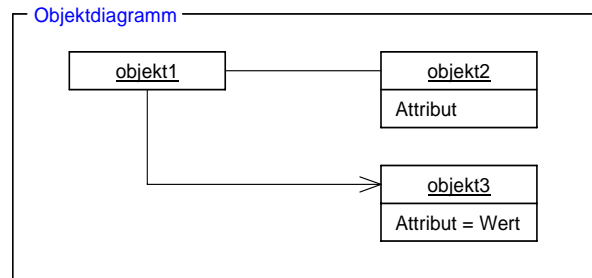 Objektdiagramm
objekt1
objekt2
Attribut
objekt3
Attribut = Wert